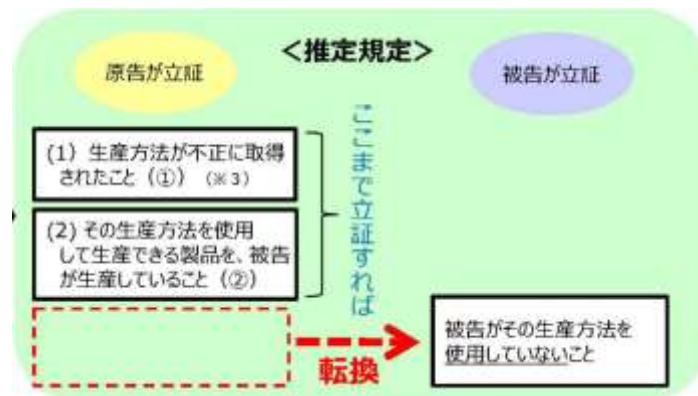 <推定規定>
原告が立証
被告が立証
(1) 生産方法が不正に取得
されたこと(①) (※3)
(2) その生産方法を使用
して生産できる製品を、被告
が生産していること(②)
ここまで立証すれば
転換
被告がその生産方法を
使用していないこと